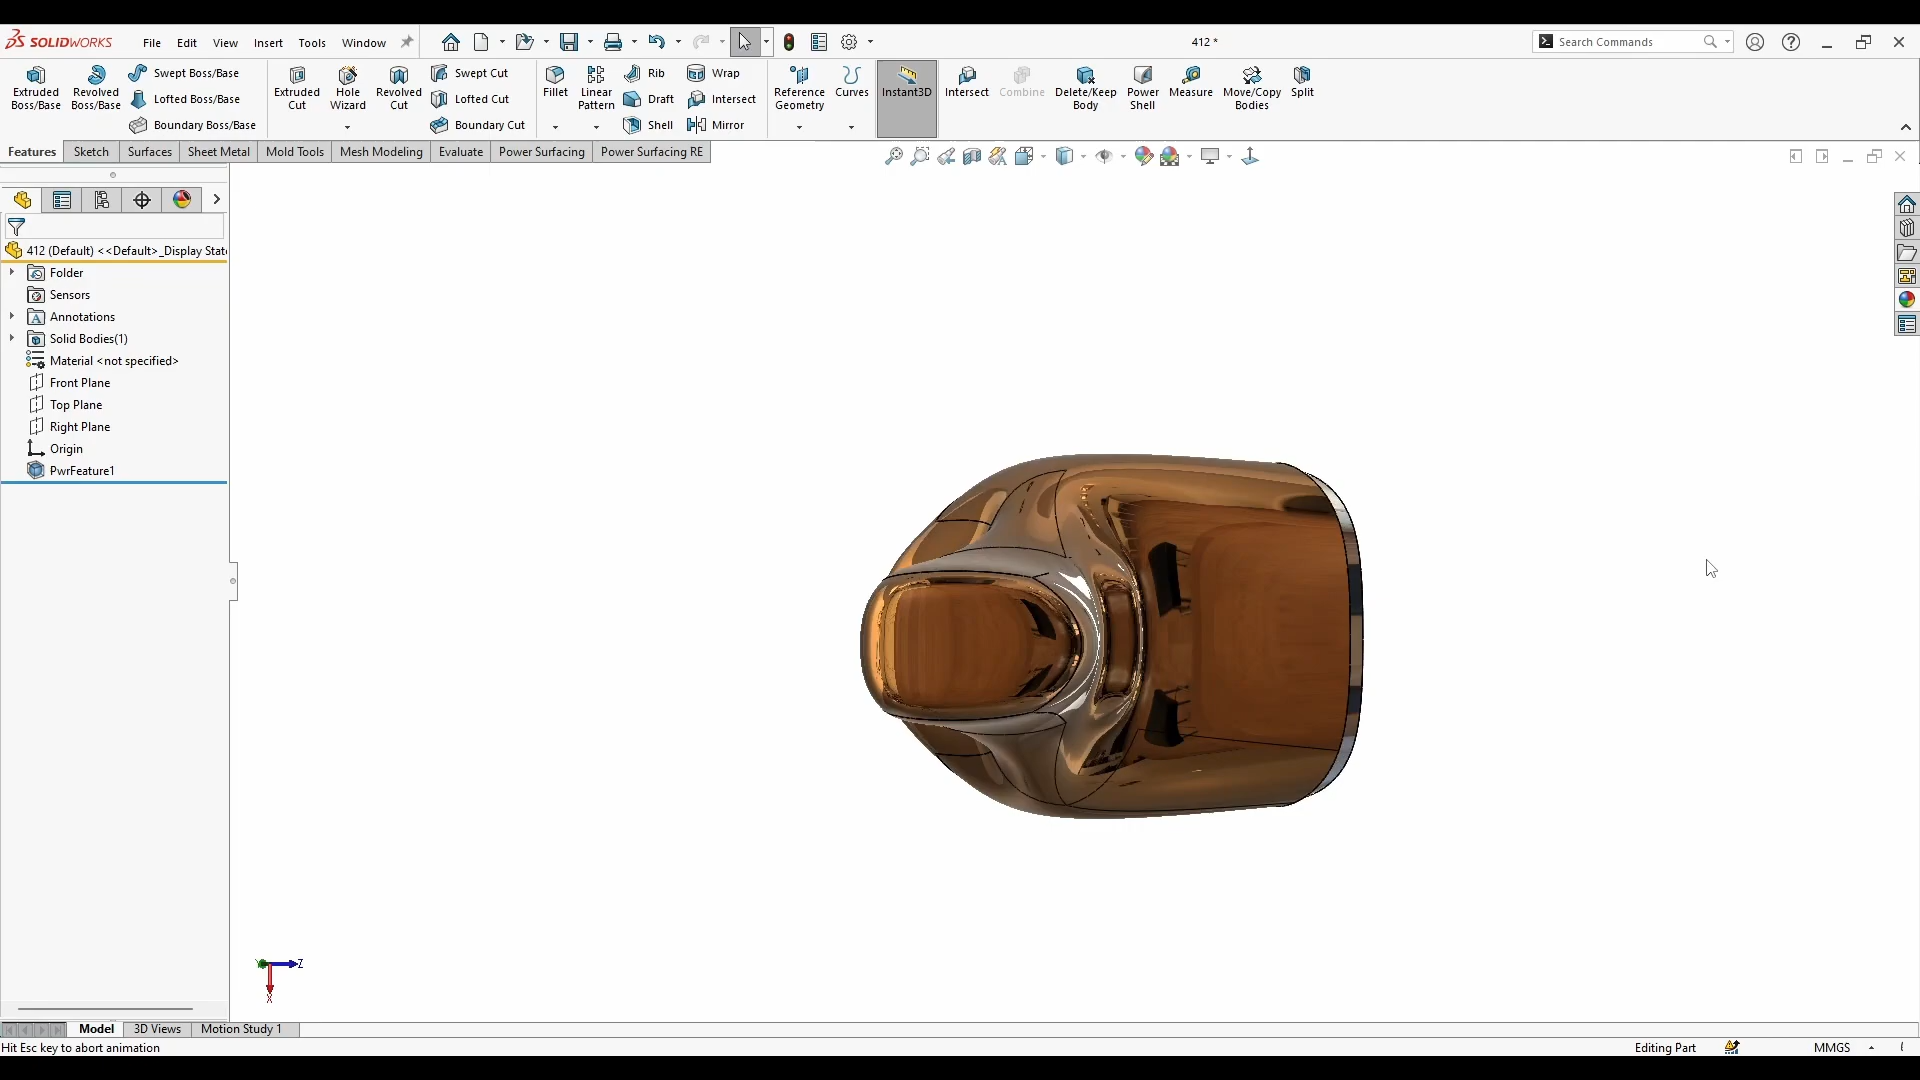 SOLIDWORKS File Edit View Insert Tools Window 412 * Search Commands
Extruded Boss/Base
Revolved Boss/Base
Swept Boss/Base
Lofted Boss/Base
Boundary Boss/Base
Extruded Cut
Hole Wizard
Revolved Cut
Swept Cut
Lofted Cut
Boundary Cut
Fillet
Linear Pattern
Rib
Draft
Shell
Wrap
Intersect
Mirror
Reference Geometry
Curves
Instant3D
Intersect
Combine
Delete/Keep Body
Power Shell
Measure
Move/Copy Bodies
Split
Features Sketch Surfaces Sheet Metal Mold Tools Mesh Modeling Evaluate Power Surfacing Power Surfacing RE
412 (Default) <<Default>_Display Stat
Folder
Sensors
Annotations
Solid Bodies(1)
Material <not specified>
Front Plane
Top Plane
Right Plane
Origin
PwrFeature1
Y Z
X
Model 3D Views Motion Study 1
Hit Esc key to abort animation Editing Part MMGS